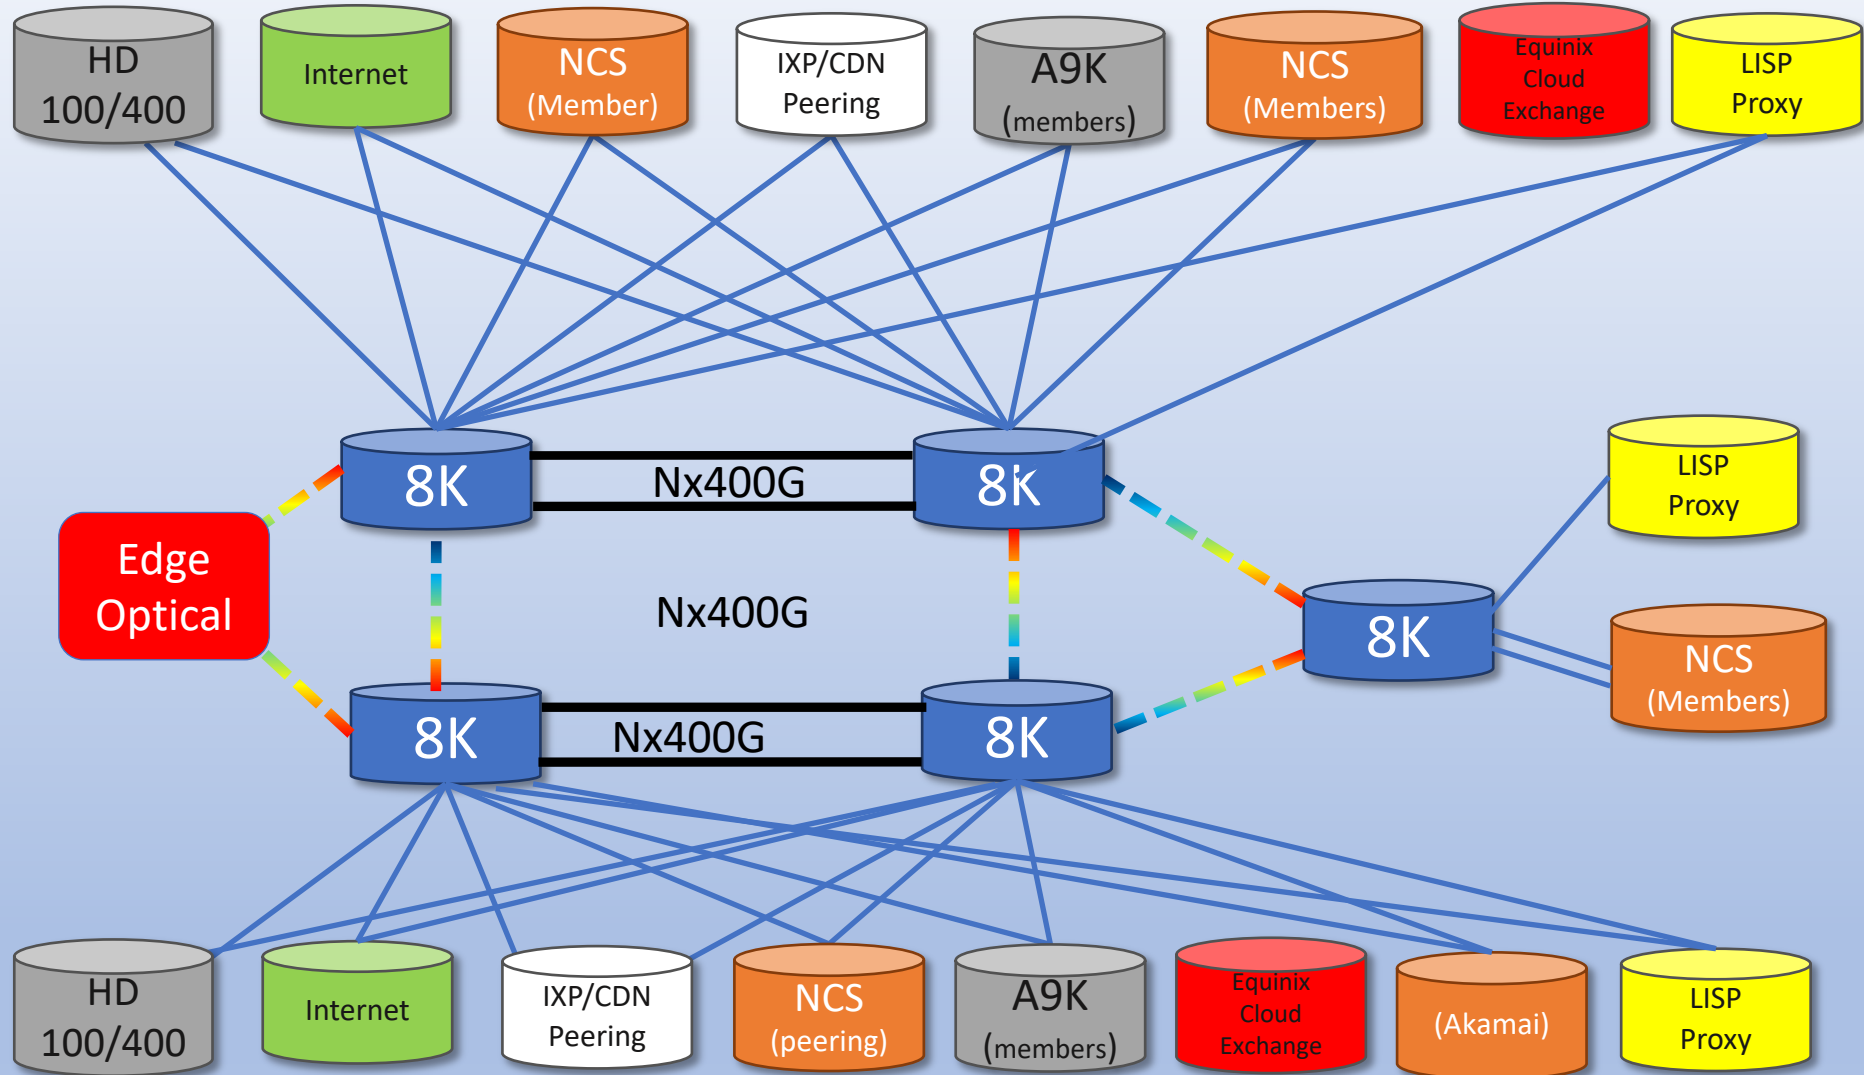 HD
100/400
Internet
NCS
(Member)
IXP/CDN
Peering
A9K
(members)
NCS
(Members)
Equinix
Cloud
Exchange
LISP
Proxy
8K
Nx400G
8K
LISP
Proxy
Edge
Optical
Nx400G
8K
NCS
(Members)
8K
Nx400G
8K
HD
100/400
Internet
IXP/CDN
Peering
NCS
(peering)
A9K
(members)
Equinix
Cloud
Exchange
(Akamai)
LISP
Proxy